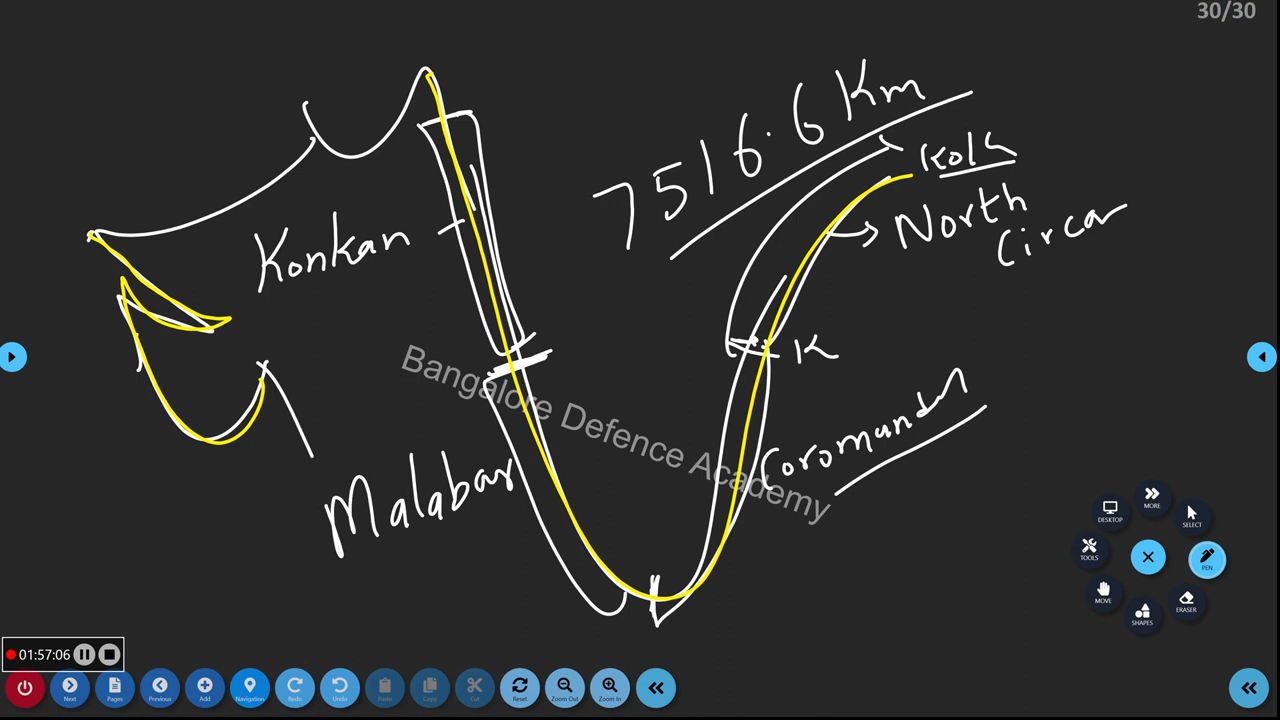 30/30
7516.6 Km
Kolk
North
Circar
Konkan
K
Bangalore Defence Academy
Coromandel
Malabar
MORE
DESKTOP
SELECT
TOOLS
PEN
MOVE
ERASER
SHAPES
01:57:06
Next
Pages
Previous
Add
Navigation
Redo
Undo
Paste
Copy
Cut
Reset
Zoom Out
Zoom In